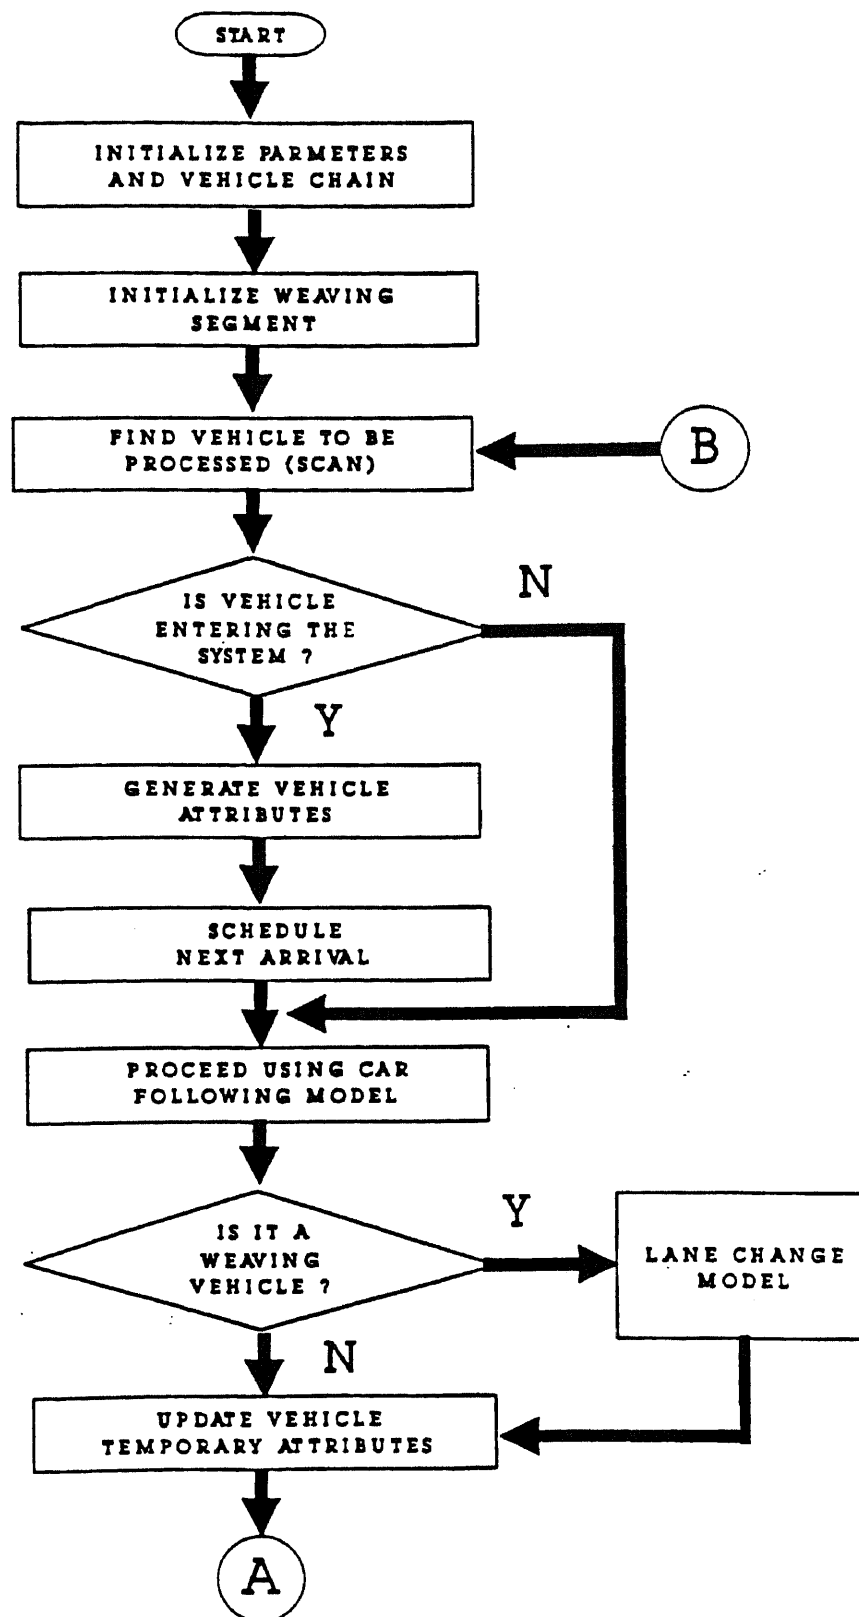 START
INITIALIZE PARMETERS
AND VEHICLE CHAIN
INITIALIZE WEAVING
SEGMENT
FIND VEHICLE TO BE
PROCESSED (SCAN)
B
IS VEHICLE
ENTERING THE
SYSTEM ?
N
Y
GENERATE VEHICLE
ATTRIBUTES
SCHEDULE
NEXT ARRIVAL
PROCEED USING CAR
FOLLOWING MODEL
IS IT A
WEAVING
VEHICLE ?
Y
LANE CHANGE
MODEL
N
UPDATE VEHICLE
TEMPORARY ATTRIBUTES
A